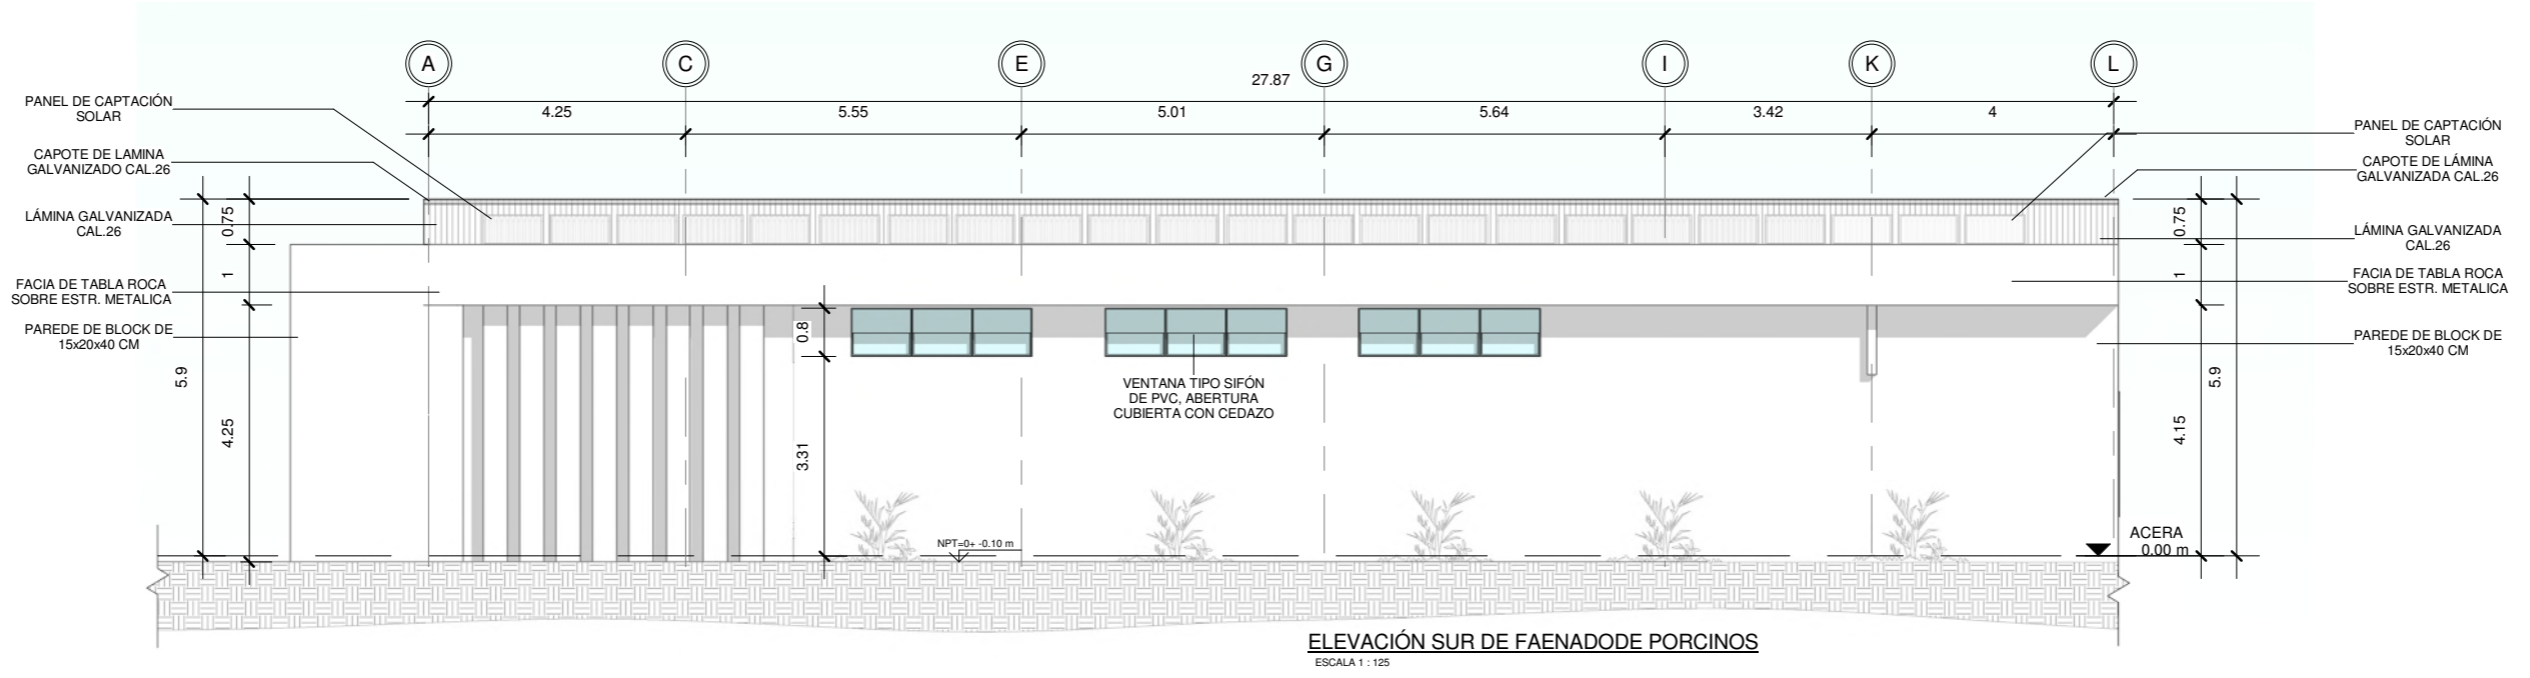 A
C
E
G
I
K
L
27.87
4.25
5.55
5.01
5.64
3.42
4
PANEL DE CAPTACIÓN
SOLAR
CAPOTE DE LAMINA
GALVANIZADO CAL.26
LÁMINA GALVANIZADA
CAL.26
FACIA DE TABLA ROCA
SOBRE ESTR. METALICA
PAREDE DE BLOCK DE
15x20x40 CM
0.75
1
5.9
4.25
0.8
3.31
VENTANA TIPO SIFÓN
DE PVC, ABERTURA
CUBIERTA CON CEDAZO
NPT=0+ -0.10 m
PANEL DE CAPTACIÓN
SOLAR
CAPOTE DE LÁMINA
GALVANIZADA CAL.26
LÁMINA GALVANIZADA
CAL.26
FACIA DE TABLA ROCA
SOBRE ESTR. METALICA
PAREDE DE BLOCK DE
15x20x40 CM
0.75
1
5.9
4.15
ACERA
0.00 m
ELEVACIÓN SUR DE FAENADODE PORCINOS
ESCALA 1 : 125